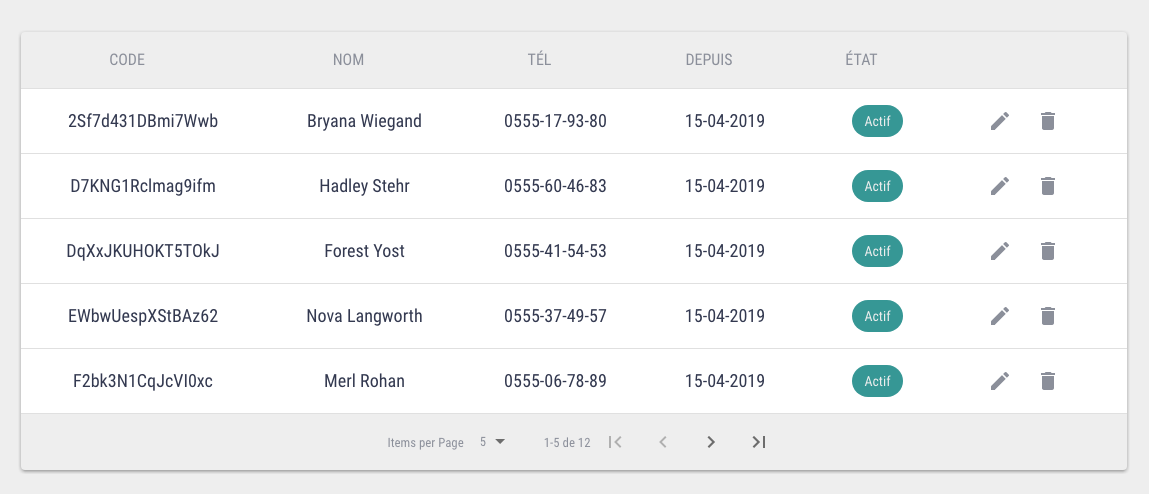 CODE NOM TÉL DEPUIS ÉTAT
2Sf7d431DBmi7Wwb Bryana Wiegand 0555-17-93-80 15-04-2019 Actif
D7KNG1Rclmag9ifm Hadley Stehr 0555-60-46-83 15-04-2019 Actif
DqXxJKUHOKT5TOkJ Forest Yost 0555-41-54-53 15-04-2019 Actif
EWbwUespXStBAz62 Nova Langworth 0555-37-49-57 15-04-2019 Actif
F2bk3N1CqJcVI0xc Merl Rohan 0555-06-78-89 15-04-2019 Actif
Items per Page 5 1-5 de 12